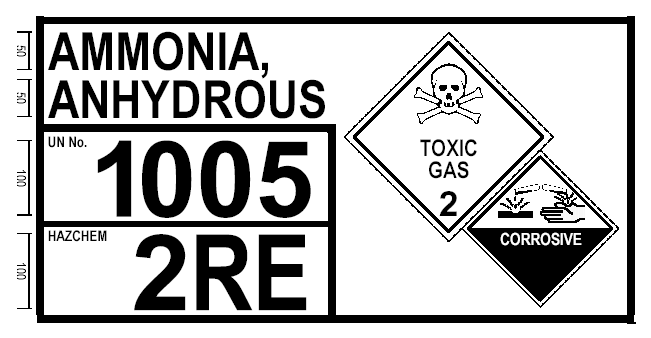 50
AMMONIA,
50
ANHYDROUS
UN No.
100
1005
HAZCHEM
100
2RE
TOXIC
GAS
2
CORROSIVE